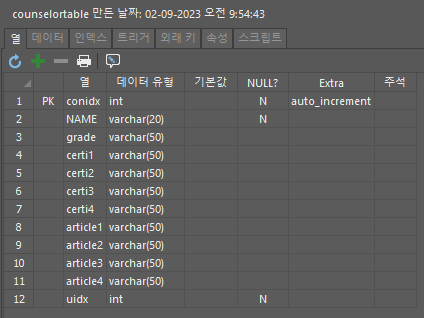 counselortable 만든 날짜: 02-09-2023 오전 9:54:43
열 데이터 인덱스 트리거 외래 키 속성 스크립트
열 데이터 유형 기본값 NULL? Extra 주석
1 PK conidx int N auto_increment
2 NAME varchar(20) N
3 grade varchar(50)
4 certi1 varchar(50)
5 certi2 varchar(50)
6 certi3 varchar(50)
7 certi4 varchar(50)
8 article1 varchar(50)
9 article2 varchar(50)
10 article3 varchar(50)
11 article4 varchar(50)
12 uidx int N